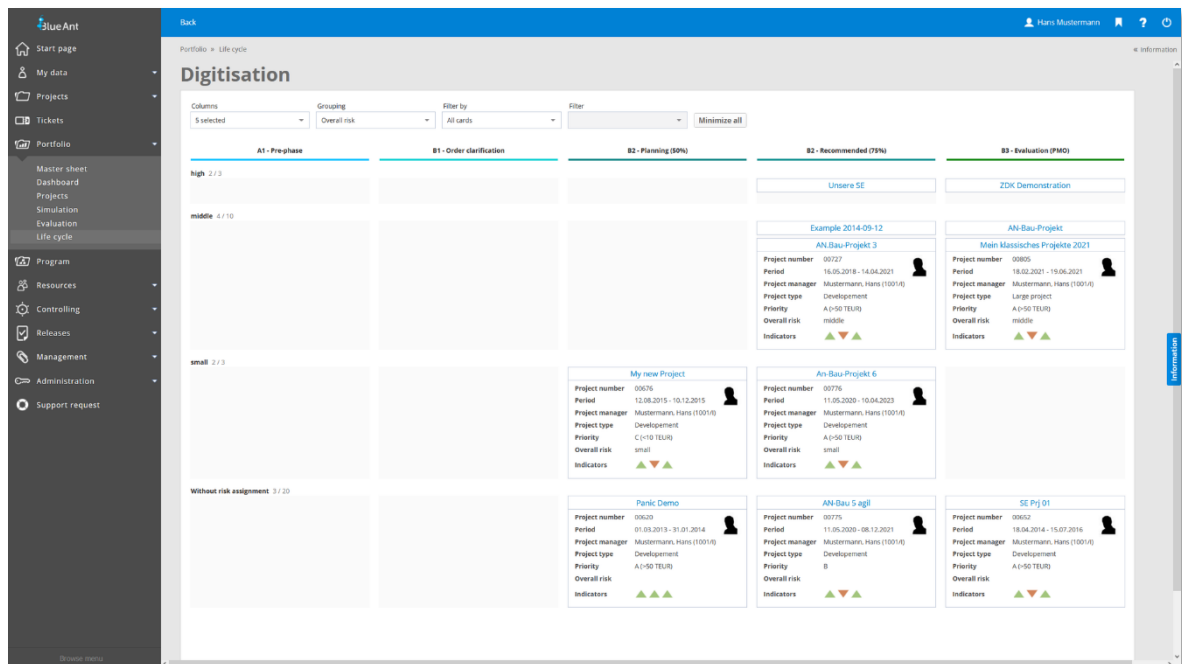 Blue Ant
Back
Hans Mustermann
?
Start page
My data
Projects
Tickets
Portfolio
Master sheet
Dashboard
Projects
Simulation
Evaluation
Life cycle
Program
Resources
Controlling
Releases
Management
Administration
Support request
Browse menu
Portfolio » Life cycle
« Information
Digitisation
Columns Grouping Filter by Filter
5 selected Overall risk All cards Minimize all
A1 - Pre-phase B1 - Order clarification B2 - Planning (50%) B2 - Recommended (75%) B3 - Evaluation (PMO)
high 2 / 3
Unsere SE ZDK Demonstration
middle 4 / 10
Example 2014-09-12 AN-Bau-Projekt
AN.Bau-Projekt 3
Project number 00727
Period 16.05.2018 - 14.04.2021
Project manager Mustermann, Hans (1001/I)
Project type Developement
Priority A (>50 TEUR)
Overall risk middle
Indicators
Mein klassisches Projekte 2021
Project number 00805
Period 18.02.2021 - 19.06.2021
Project manager Mustermann, Hans (1001/I)
Project type Large project
Priority A (>50 TEUR)
Overall risk middle
Indicators
small 2 / 3
My new Project
Project number 00676
Period 12.08.2015 - 10.12.2015
Project manager Mustermann, Hans (1001/I)
Project type Developement
Priority C (<10 TEUR)
Overall risk small
Indicators
An-Bau-Projekt 6
Project number 00776
Period 11.05.2020 - 10.04.2023
Project manager Mustermann, Hans (1001/I)
Project type Developement
Priority A (>50 TEUR)
Overall risk small
Indicators
Without risk assignment 3 / 20
Panic Demo
Project number 00620
Period 01.03.2013 - 31.01.2014
Project manager Mustermann, Hans (1001/I)
Project type Developement
Priority A (>50 TEUR)
Overall risk
Indicators
AN-Bau 5 agil
Project number 00775
Period 11.05.2020 - 08.12.2021
Project manager Mustermann, Hans (1001/I)
Project type Developement
Priority B
Overall risk
Indicators
SE Prj 01
Project number 00652
Period 18.04.2014 - 15.07.2016
Project manager Mustermann, Hans (1001/I)
Project type Developement
Priority A (>50 TEUR)
Overall risk
Indicators
Information